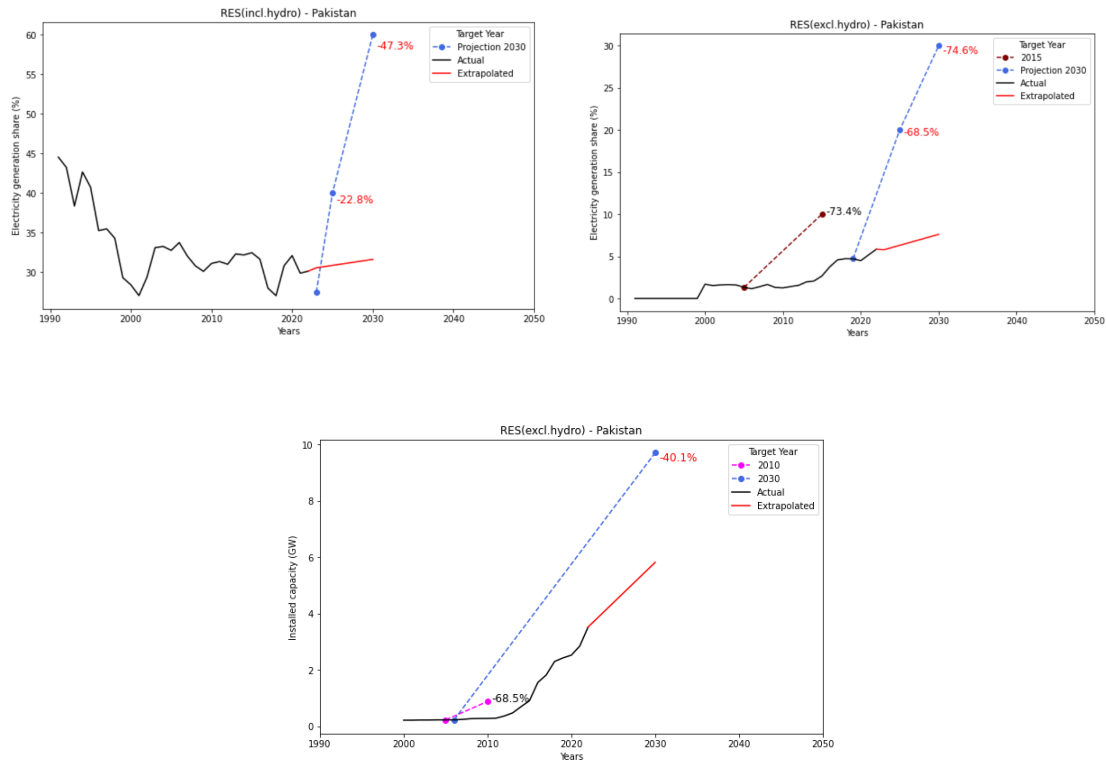 RES(incl.hydro) - Pakistan
Target Year
Projection 2030
Actual
Extrapolated
-47.3%
-22.8%
Electricity generation share (%)
60
55
50
45
40
35
30
1990 2000 2010 2020 2030 2040 2050
Years
RES(excl.hydro) - Pakistan
Target Year
2015
Projection 2030
Actual
Extrapolated
-74.6%
-68.5%
-73.4%
Electricity generation share (%)
30
25
20
15
10
5
0
1990 2000 2010 2020 2030 2040 2050
Years
RES(excl.hydro) - Pakistan
Target Year
2010
2030
Actual
Extrapolated
-40.1%
-68.5%
Installed capacity (GW)
10
8
6
4
2
0
1990 2000 2010 2020 2030 2040 2050
Years